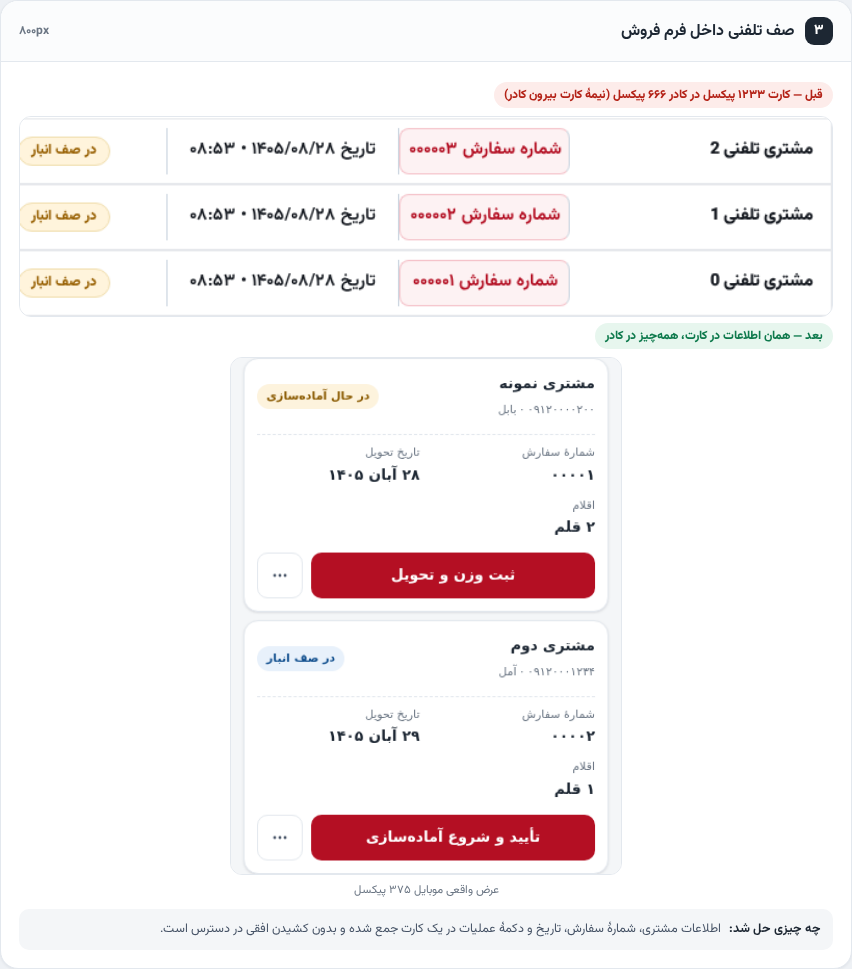 ۳ صف تلفنی داخل فرم فروش ۸۰۰px
قبل — کارت ۱۲۳۳ پیکسل در کادر ۶۶۶ پیکسل (نیمهٔ کارت بیرون کادر)
مشتری تلفنی 2 شماره سفارش ۰۰۰۰۰۳ تاریخ ۱۴۰۵/۰۸/۲۸ • ۰۸:۵۳ در صف انبار
مشتری تلفنی 1 شماره سفارش ۰۰۰۰۰۲ تاریخ ۱۴۰۵/۰۸/۲۸ • ۰۸:۵۳ در صف انبار
مشتری تلفنی 0 شماره سفارش ۰۰۰۰۰۱ تاریخ ۱۴۰۵/۰۸/۲۸ • ۰۸:۵۳ در صف انبار
بعد — همان اطلاعات در کارت، همه‌چیز در کادر
مشتری نمونه
در حال آماده‌سازی
۰۹۱۲۰۰۰۰۲۰۰ · بابل
شمارهٔ سفارش تاریخ تحویل
۰۰۰۰۱ ۲۸ آبان ۱۴۰۵
اقلام
۲ قلم
ثبت وزن و تحویل ...
مشتری دوم
در صف انبار
۰۹۱۲۰۰۰۱۲۳۴ · آمل
شمارهٔ سفارش تاریخ تحویل
۰۰۰۰۲ ۲۹ آبان ۱۴۰۵
اقلام
۱ قلم
تأیید و شروع آماده‌سازی ...
عرض واقعی موبایل ۳۷۵ پیکسل
چه چیزی حل شد: اطلاعات مشتری، شمارهٔ سفارش، تاریخ و دکمهٔ عملیات در یک کارت جمع شده و بدون کشیدن افقی در دسترس است.